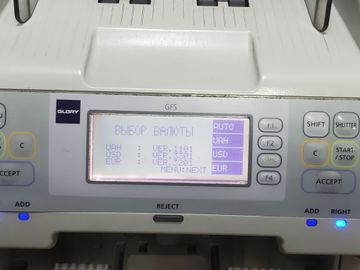 GLORY
GFS
ВЫБОР ВАЛЮТЫ
UAH : VER.1101
USD : VER.3301
EUR : VER.3201
MENU:NEXT
AUTO
UAH
USD
EUR
F1
F2
F3
F4
SHIFT
C
START / STOP
ACCEPT
C
ACCEPT
ADD
REJECT
ADD
RIGHT